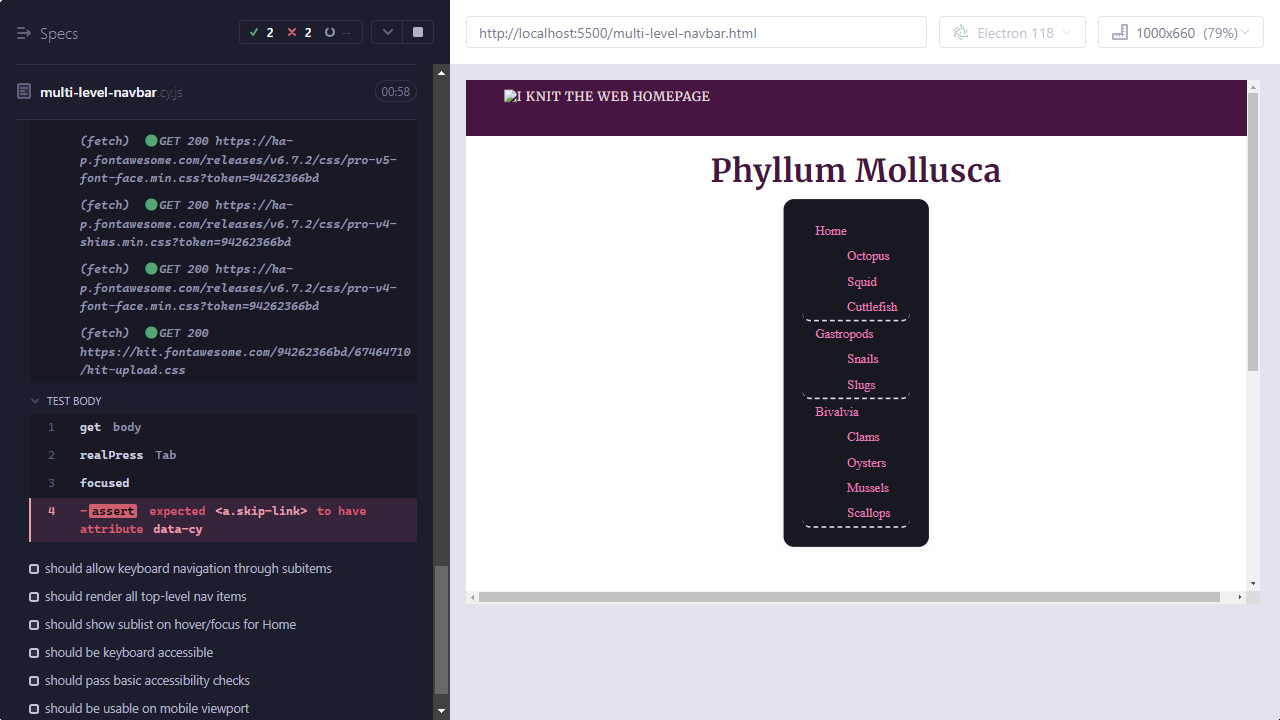 Specs
2
2
--
multi-level-navbar.cy.js
00:58
(fetch) GET 200 https://ka-
p.fontawesome.com/releases/v6.7.2/css/pro-v5-
font-face.min.css?token=94262366bd
(fetch) GET 200 https://ka-
p.fontawesome.com/releases/v6.7.2/css/pro-v4-
shims.min.css?token=94262366bd
(fetch) GET 200 https://ka-
p.fontawesome.com/releases/v6.7.2/css/pro-v4-
font-face.min.css?token=94262366bd
(fetch) GET 200
https://kit.fontawesome.com/94262366bd/67464710
/kit-upload.css
TEST BODY
1 get body
2 realPress Tab
3 focused
4 -assert expected <a.skip-link> to have
attribute data-cy
should allow keyboard navigation through subitems
should render all top-level nav items
should show sublist on hover/focus for Home
should be keyboard accessible
should pass basic accessibility checks
should be usable on mobile viewport
http://localhost:5500/multi-level-navbar.html
Electron 118
1000x660 (79%)
I KNIT THE WEB HOMEPAGE
Phyllum Mollusca
Home
Octopus
Squid
Cuttlefish
Gastropods
Snails
Slugs
Bivalvia
Clams
Oysters
Mussels
Scallops